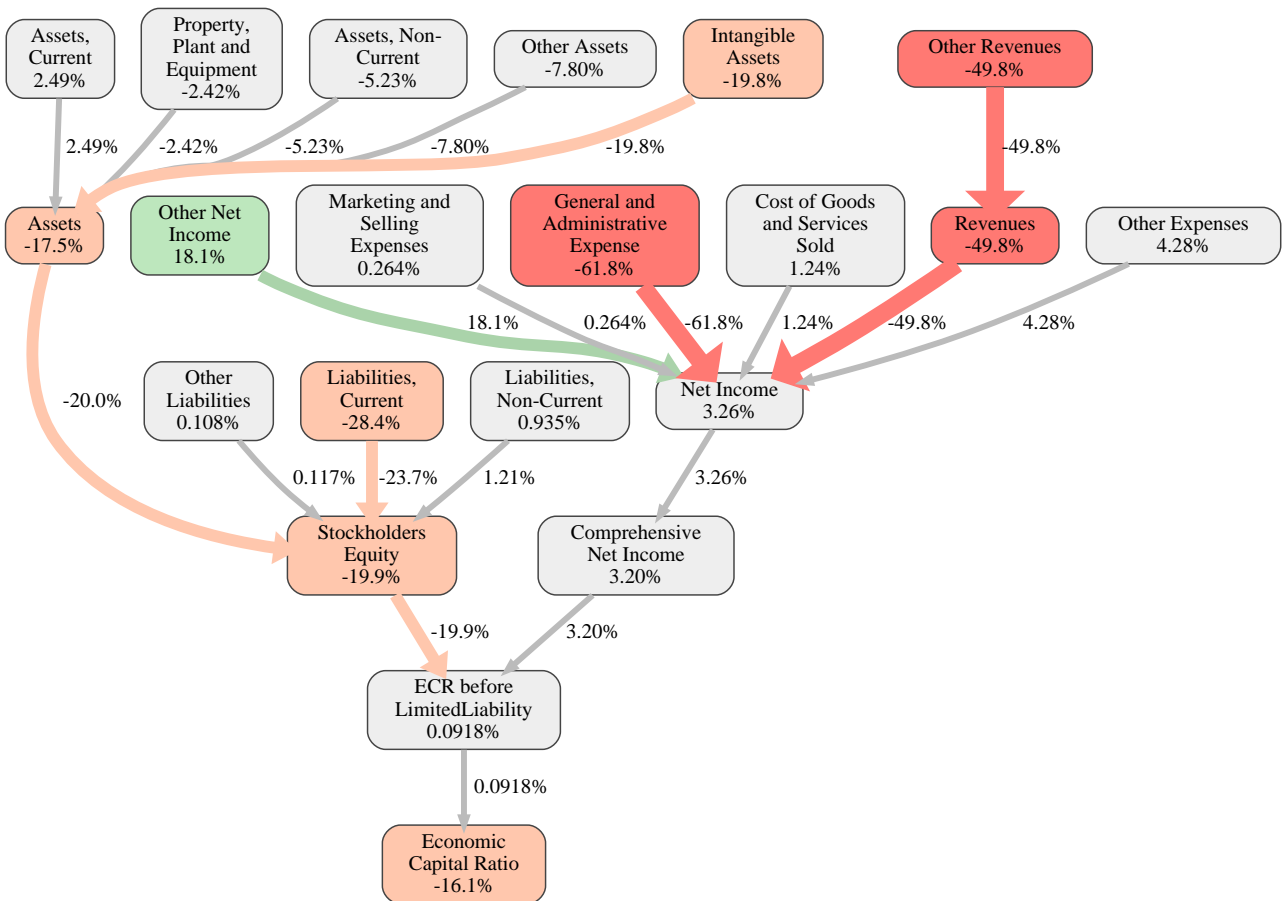 Assets,
Current
2.49%
Property,
Plant and
Equipment
-2.42%
Assets, Non-
Current
-5.23%
Other Assets
-7.80%
Intangible
Assets
-19.8%
Other Revenues
-49.8%
2.49%
-2.42%
-5.23%
-7.80%
-19.8%
-49.8%
Assets
-17.5%
Other Net
Income
18.1%
Marketing and
Selling
Expenses
0.264%
General and
Administrative
Expense
-61.8%
Cost of Goods
and Services
Sold
1.24%
Revenues
-49.8%
Other Expenses
4.28%
18.1%
0.264%
-61.8%
1.24%
-49.8%
4.28%
-20.0%
Other
Liabilities
0.108%
Liabilities,
Current
-28.4%
Liabilities,
Non-Current
0.935%
Net Income
3.26%
0.117%
-23.7%
1.21%
3.26%
Stockholders
Equity
-19.9%
Comprehensive
Net Income
3.20%
-19.9%
3.20%
ECR before
LimitedLiability
0.0918%
0.0918%
Economic
Capital Ratio
-16.1%